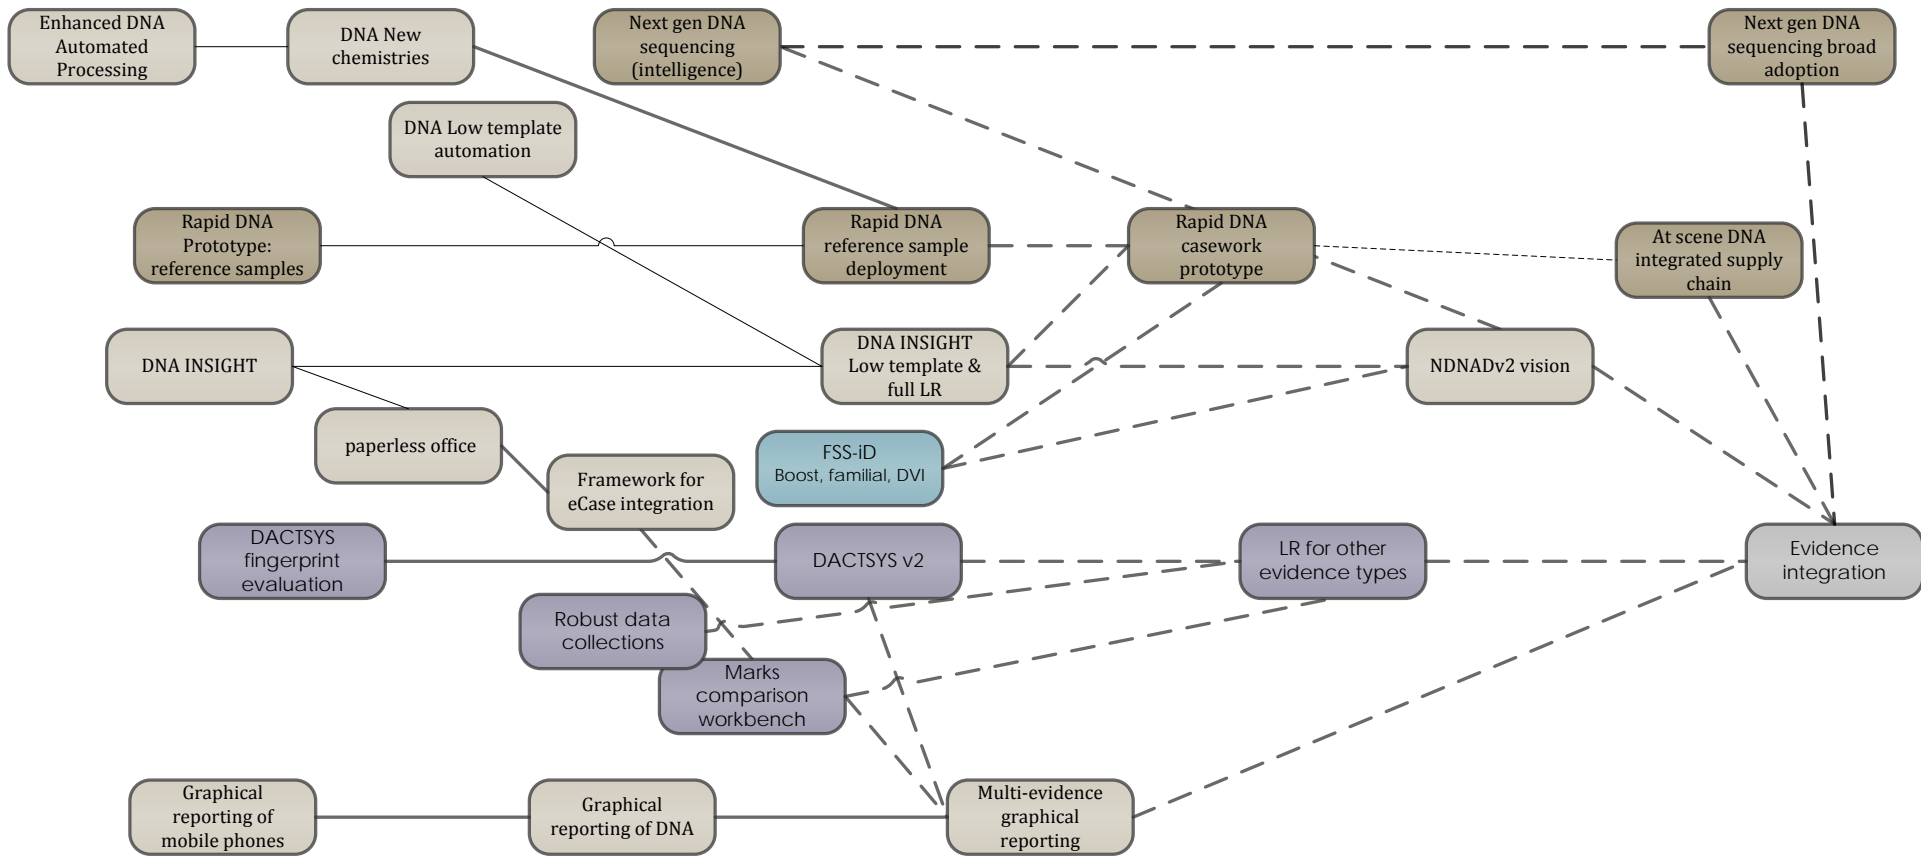 Enhanced DNA
Automated
Processing
DNA New
chemistries
Next gen DNA
sequencing
(intelligence)
Next gen DNA
sequencing broad
adoption
DNA Low template
automation
Rapid DNA
Prototype:
reference samples
Rapid DNA
reference sample
deployment
Rapid DNA
casework
prototype
At scene DNA
integrated supply
chain
DNA INSIGHT
DNA INSIGHT
Low template &
full LR
NDNADv2 vision
paperless office
FSS-iD
Boost, familial, DVI
Framework for
eCase integration
DACTSYS
fingerprint
evaluation
DACTSYS v2
LR for other
evidence types
Evidence
integration
Robust data
collections
Marks
comparison
workbench
Graphical
reporting of
mobile phones
Graphical
reporting of DNA
Multi-evidence
graphical
reporting